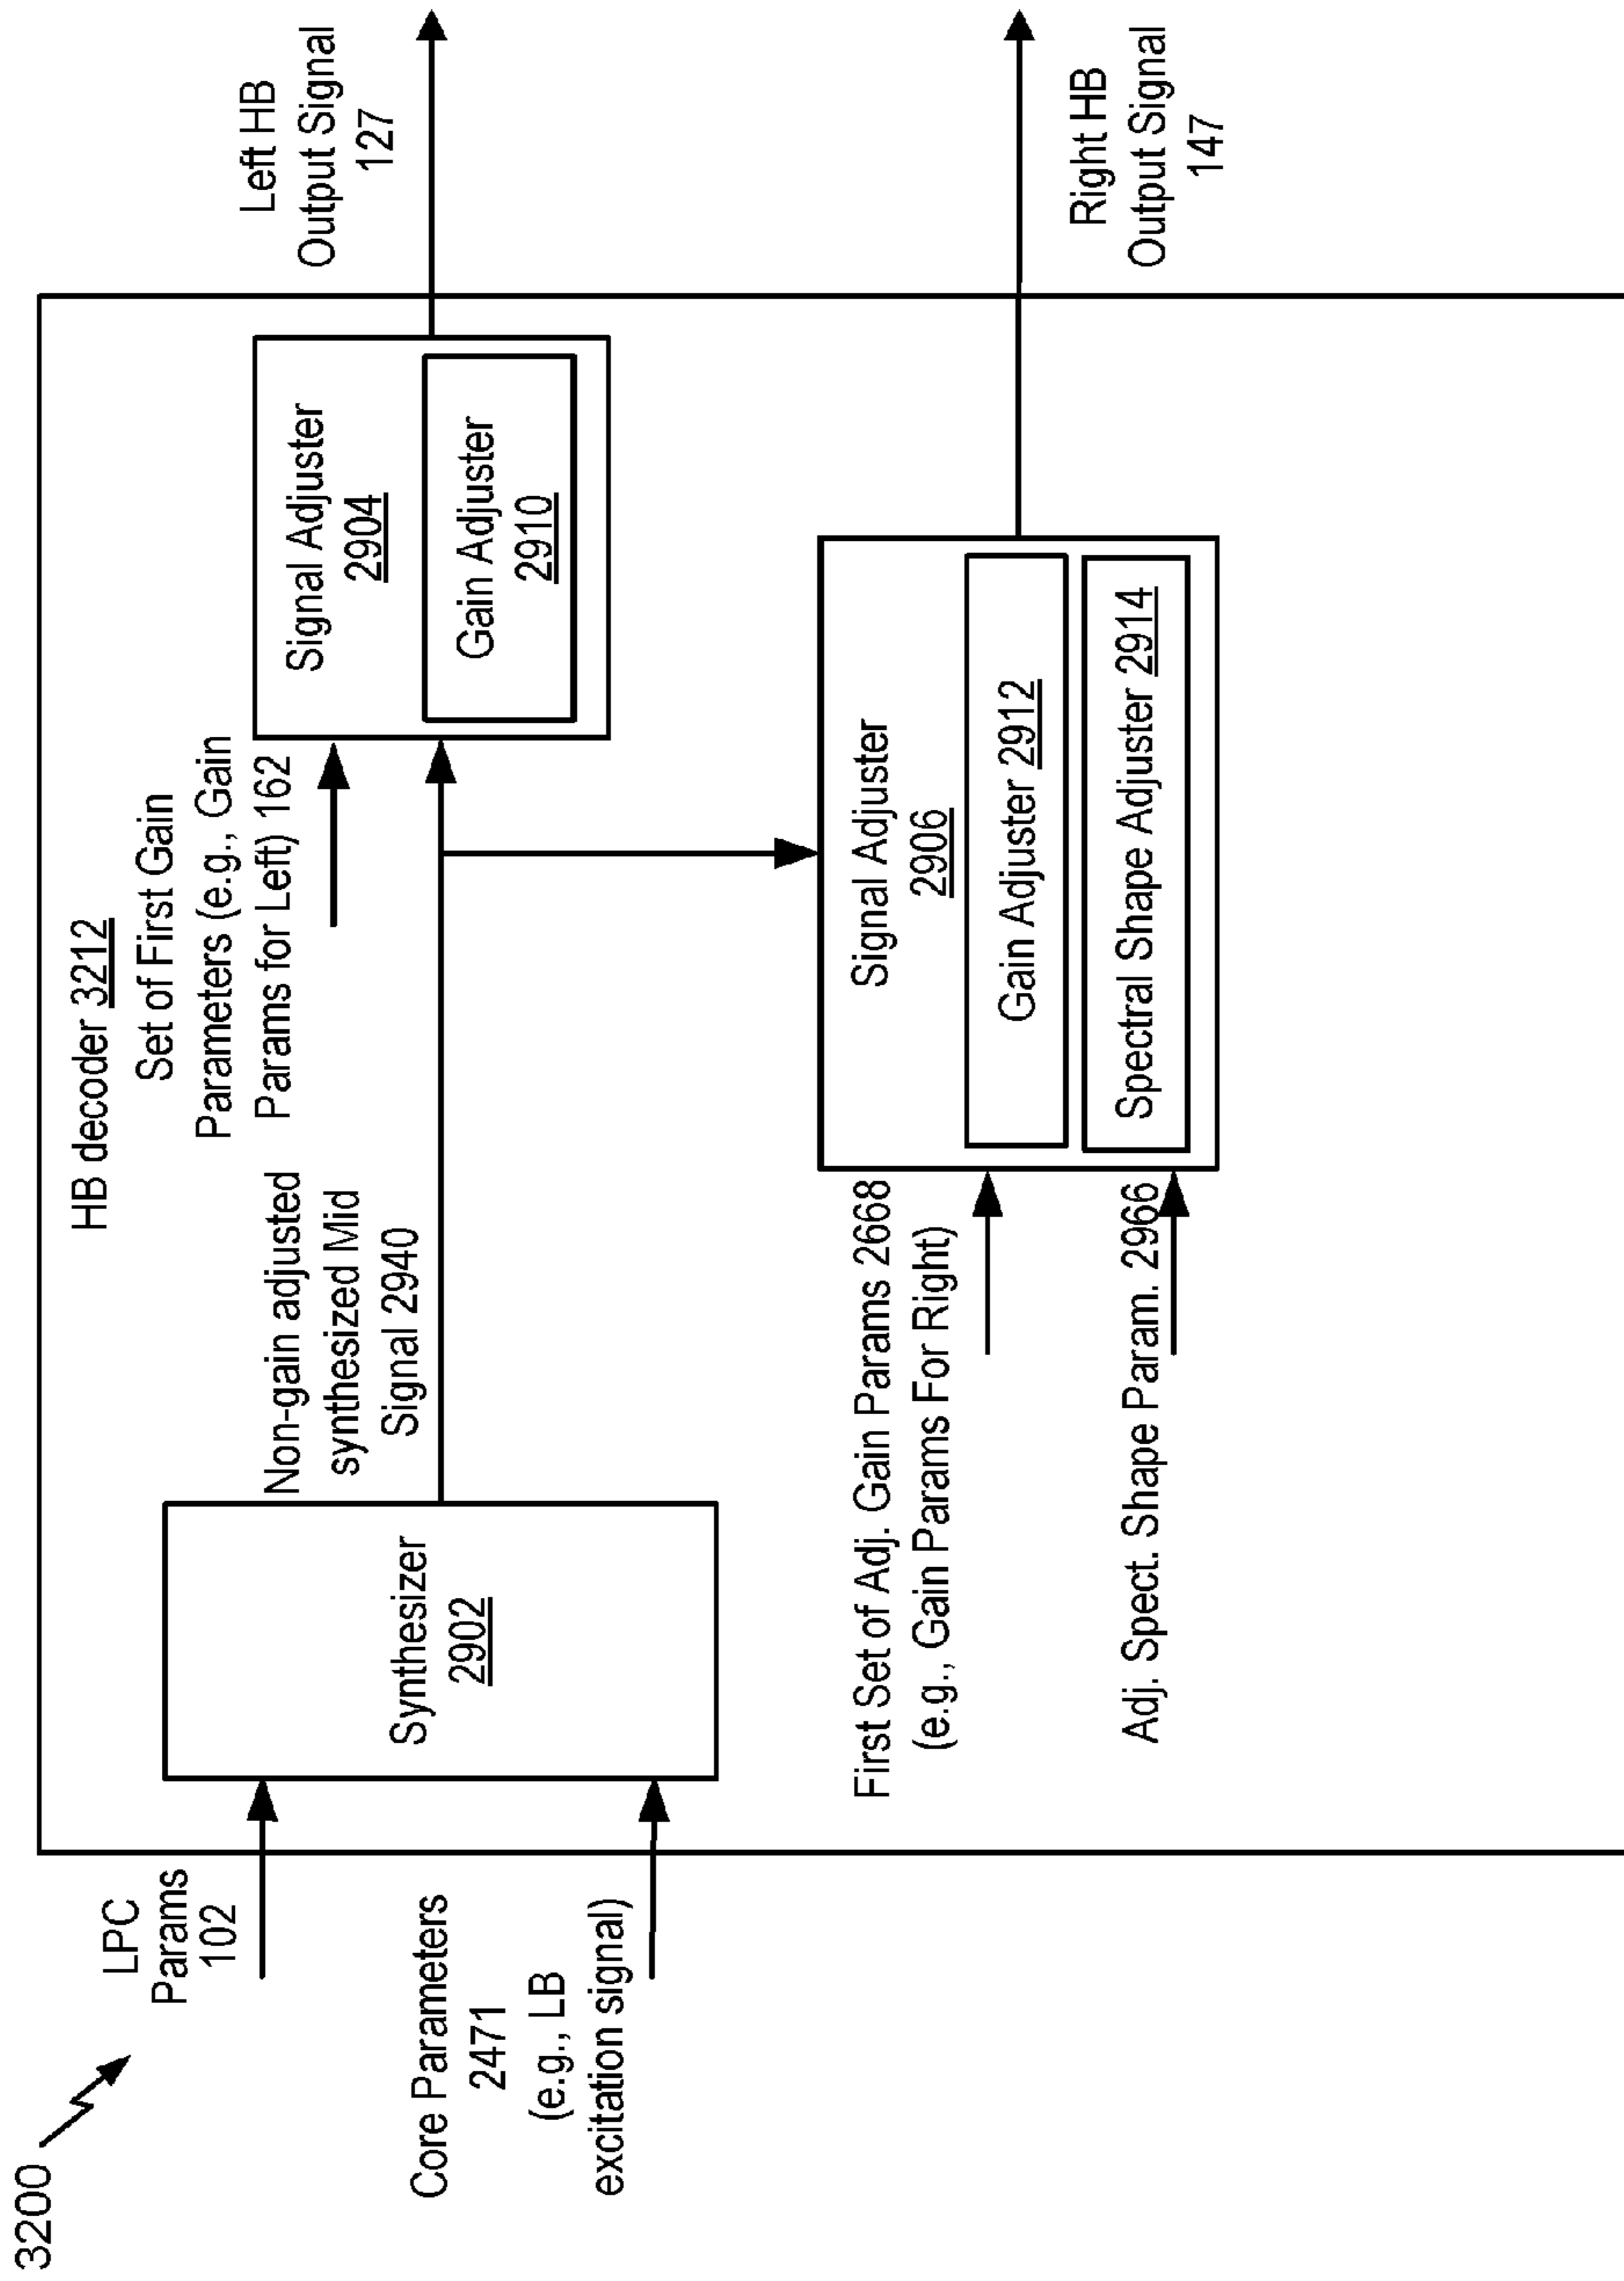 3200
HB decoder 3212
LPC
Params
102
Core Parameters
2471
(e.g., LB
excitation signal)
Synthesizer
2902
Non-gain adjusted
synthesized Mid
Signal 2940
Set of First Gain
Parameters (e.g., Gain
Params for Left) 162
Signal Adjuster
2904
Gain Adjuster
2910
Left HB
Output Signal
127
First Set of Adj. Gain Params 2668
(e.g., Gain Params For Right)
Adj. Spect. Shape Param. 2966
Signal Adjuster
2906
Gain Adjuster 2912
Spectral Shape Adjuster 2914
Right HB
Output Signal
147